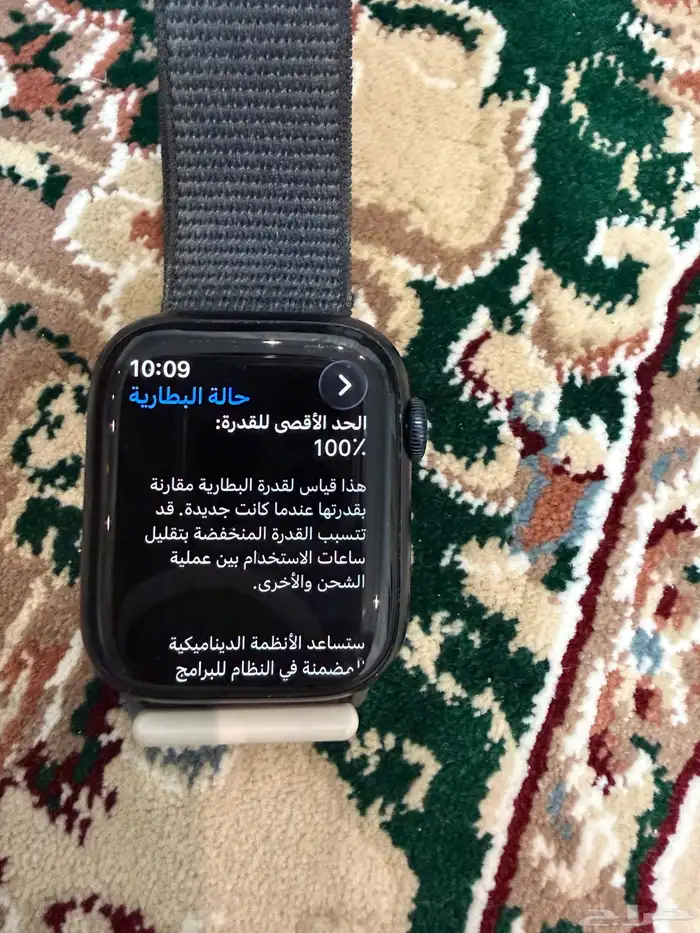 10:09
حالة البطارية
الحد الأقصى للقدرة:
100٪
هذا قياس لقدرة البطارية مقارنة
بقدرتها عندما كانت جديدة. قد
تتسبب القدرة المنخفضة بتقليل
ساعات الاستخدام بين عملية
الشحن والأخرى.
ستساعد الأنظمة الديناميكية
المضمنة في النظام للبرامج
حراج